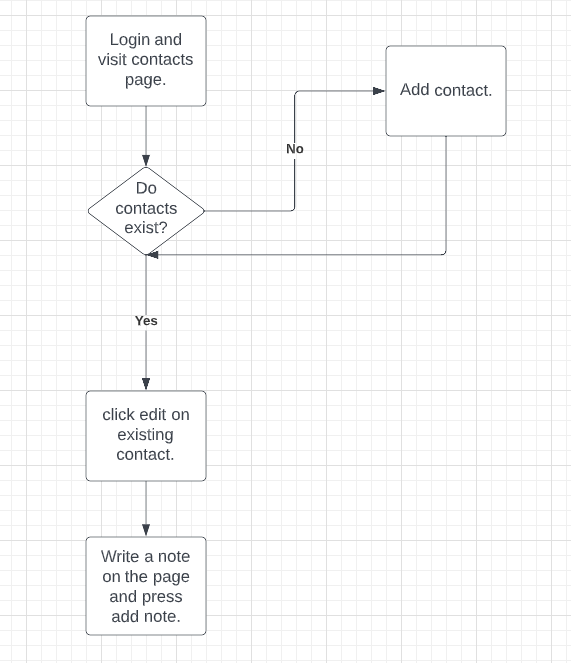 Login and
visit contacts
page.
Add contact.
No
Do
contacts
exist?
Yes
click edit on
existing
contact.
Write a note
on the page
and press
add note.